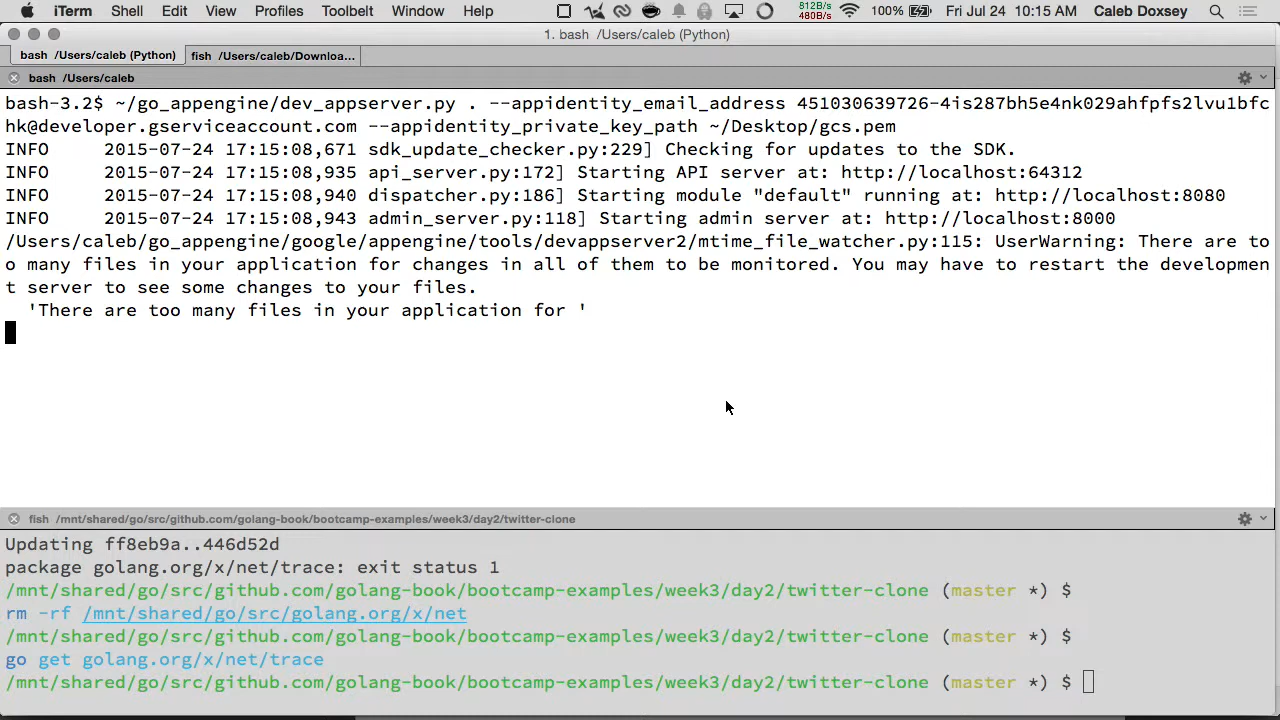 iTerm Shell Edit View Profiles Toolbelt Window Help 812B/s 480B/s 100% Fri Jul 24 10:15 AM Caleb Doxsey
1. bash /Users/caleb (Python)
bash /Users/caleb (Python) fish /Users/caleb/Downloa...
bash /Users/caleb
bash-3.2$ ~/go_appengine/dev_appserver.py . --appidentity_email_address 451030639726-4is287bh5e4nk029ahfpfs2lvu1bfc
hk@developer.gserviceaccount.com --appidentity_private_key_path ~/Desktop/gcs.pem
INFO     2015-07-24 17:15:08,671 sdk_update_checker.py:229] Checking for updates to the SDK.
INFO     2015-07-24 17:15:08,935 api_server.py:172] Starting API server at: http://localhost:64312
INFO     2015-07-24 17:15:08,940 dispatcher.py:186] Starting module "default" running at: http://localhost:8080
INFO     2015-07-24 17:15:08,943 admin_server.py:118] Starting admin server at: http://localhost:8000
/Users/caleb/go_appengine/google/appengine/tools/devappserver2/mtime_file_watcher.py:115: UserWarning: There are to
o many files in your application for changes in all of them to be monitored. You may have to restart the developmen
t server to see some changes to your files.
  'There are too many files in your application for '
fish /mnt/shared/go/src/github.com/golang-book/bootcamp-examples/week3/day2/twitter-clone
Updating ff8eb9a..446d52d
package golang.org/x/net/trace: exit status 1
/mnt/shared/go/src/github.com/golang-book/bootcamp-examples/week3/day2/twitter-clone (master *) $
rm -rf /mnt/shared/go/src/golang.org/x/net
/mnt/shared/go/src/github.com/golang-book/bootcamp-examples/week3/day2/twitter-clone (master *) $
go get golang.org/x/net/trace
/mnt/shared/go/src/github.com/golang-book/bootcamp-examples/week3/day2/twitter-clone (master *) $